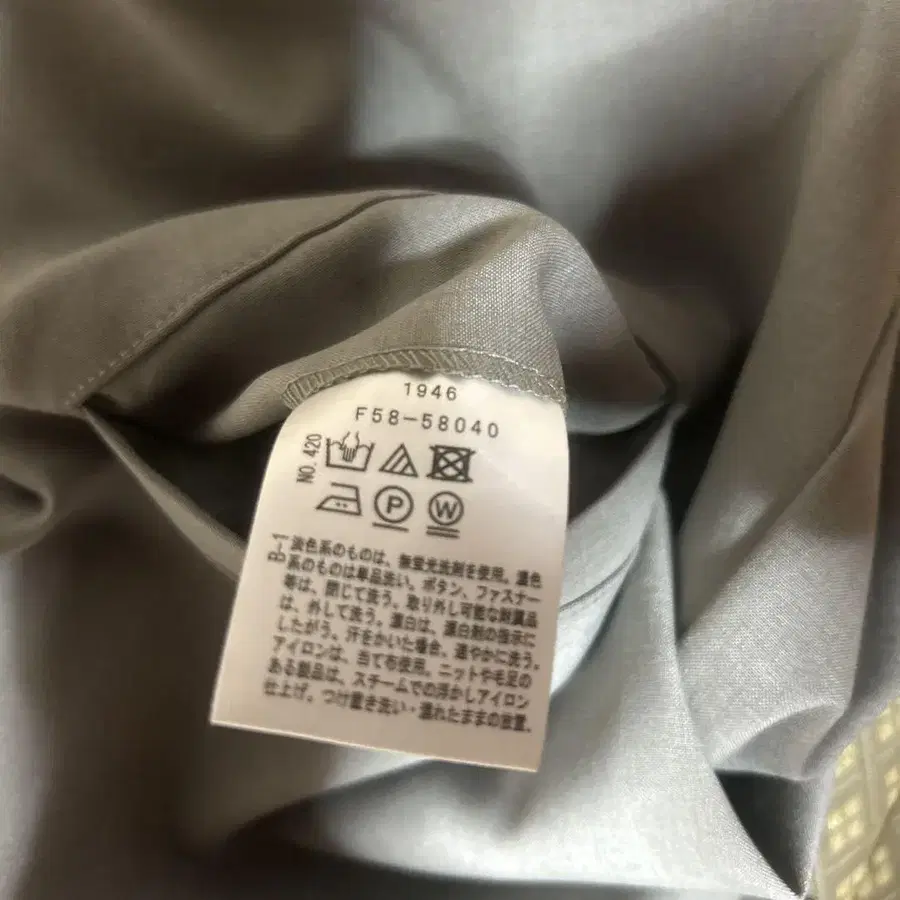 1946
F58-58040
NO.420
P
W
B-1
淡色系のものは、無蛍光洗剤を使用。濃色
系のものは単品洗い。ボタン、ファスナー
等は、閉じて洗う。取り外し可能な附属品
は、外して洗う。漂白は、漂白剤の指示に
したがう。汗をかいた場合、速やかに洗う。
アイロンは、当て布使用。ニットや毛足の
ある製品は、スチームでの浮かしアイロン
仕上げ。つけ置き洗い・濡れたままの放置。